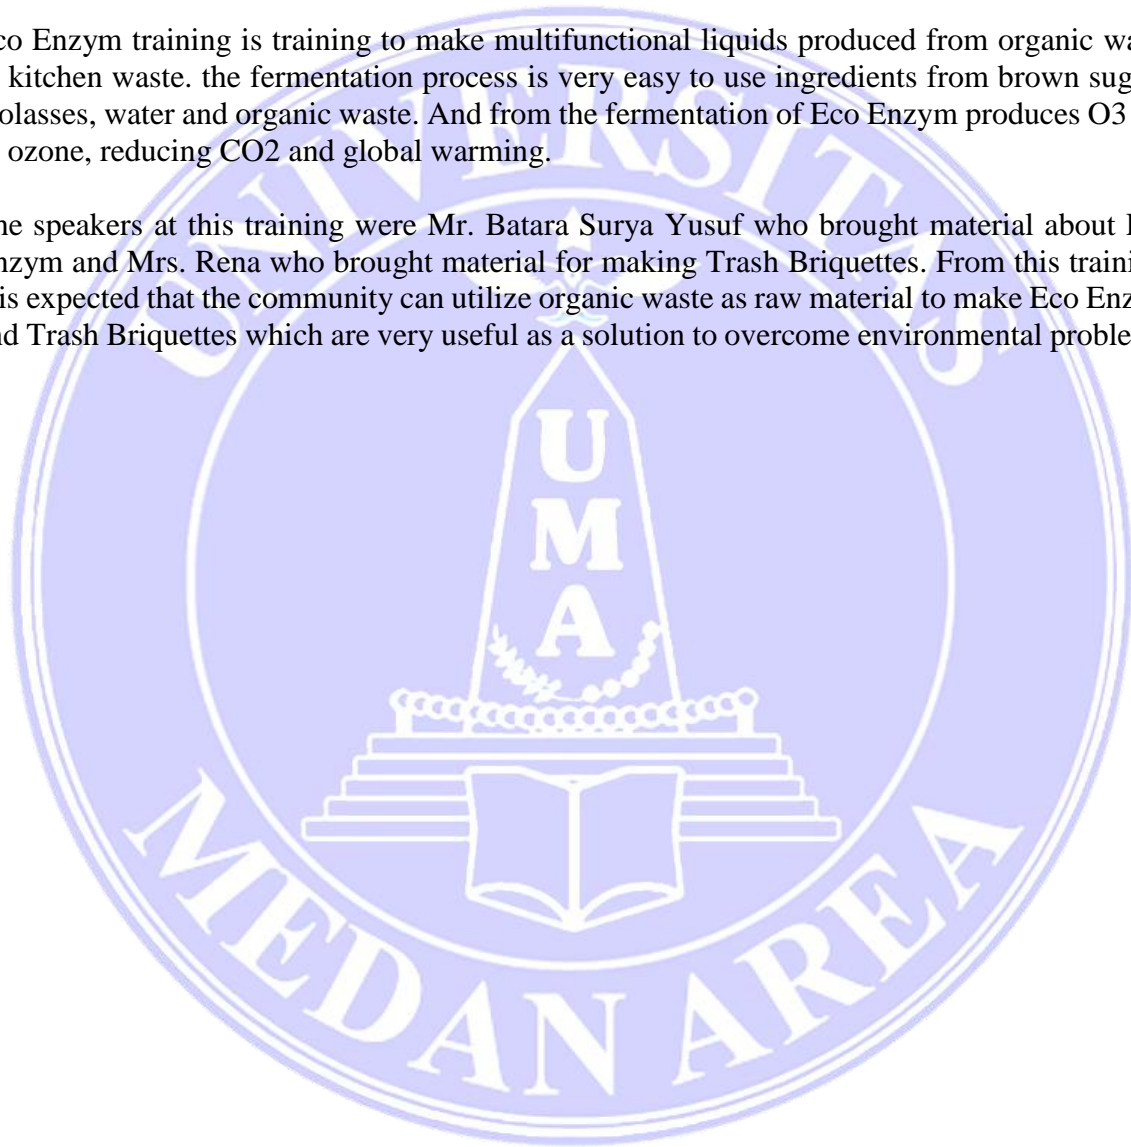 co Enzym training is training to make multifunctional liquids produced from organic wa
kitchen waste. the fermentation process is very easy to use ingredients from brown sug
olasses, water and organic waste. And from the fermentation of Eco Enzym produces O3
ozone, reducing CO2 and global warming.
he speakers at this training were Mr. Batara Surya Yusuf who brought material about
nzym and Mrs. Rena who brought material for making Trash Briquettes. From this traini
is expected that the community can utilize organic waste as raw material to make Eco Enz
nd Trash Briquettes which are very useful as a solution to overcome environmental proble
UNIVERSITAS
U
M
A
MEDAN AREA